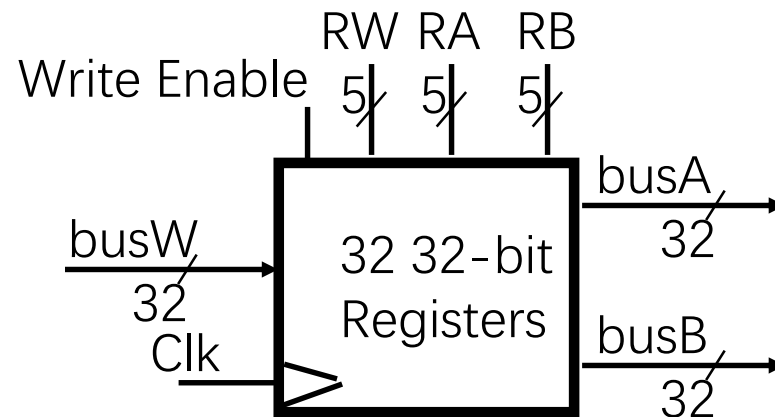 RW RA RB
Write Enable
5 5 5
busA
32
busW
32
32 32-bit
Registers
Clk
busB
32